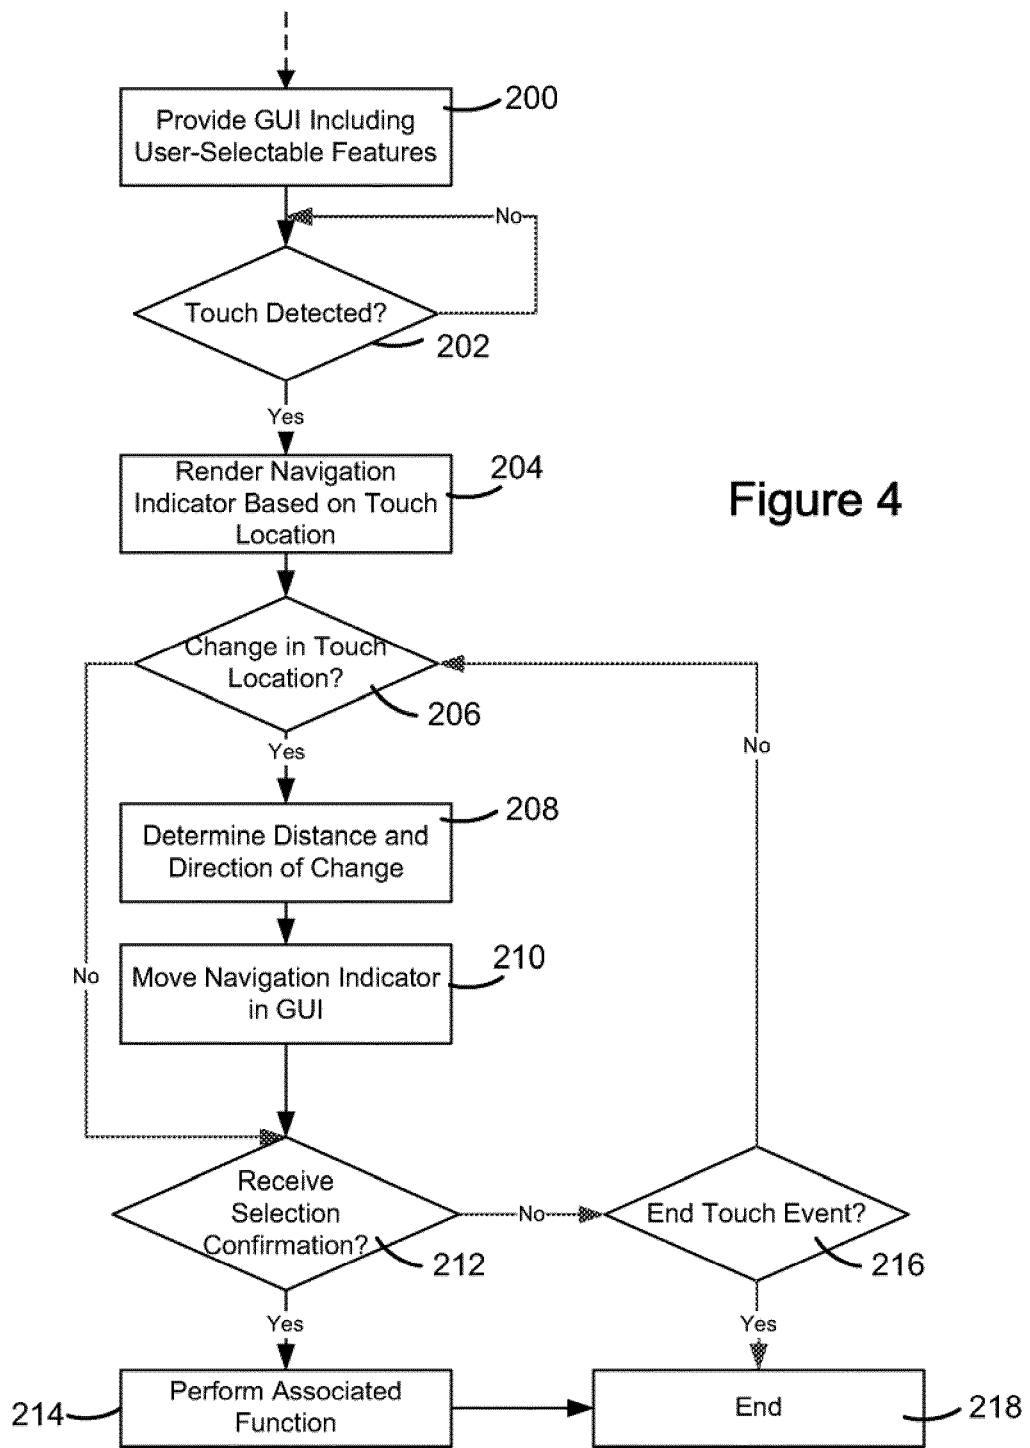 200
Provide GUI Including
User-Selectable Features
No
Touch Detected?
202
Yes
204
Render Navigation
Indicator Based on Touch
Location
Figure 4
Change in Touch
Location?
206
Yes
No
208
Determine Distance and
Direction of Change
No
210
Move Navigation Indicator
in GUI
Receive
Selection
Confirmation?
212
No
End Touch Event?
216
Yes
Yes
214
Perform Associated
Function
End
218